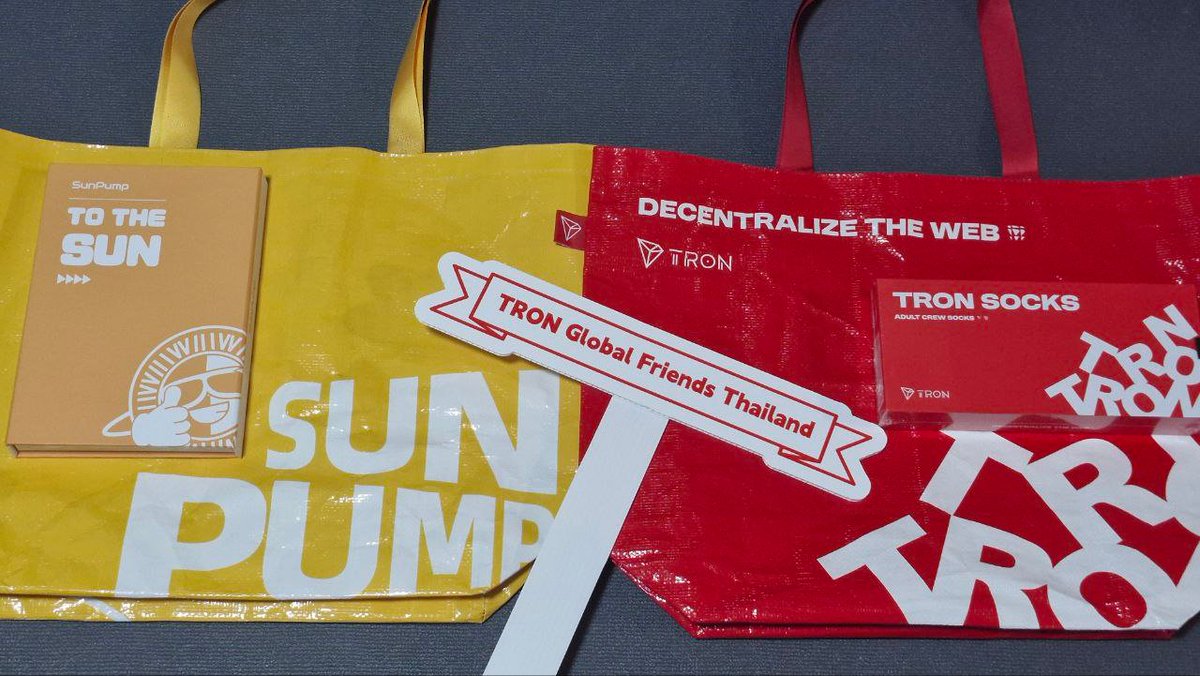 SunPump
TO THE
SUN
SUN
PUMP
DECENTRALIZE THE WEB
TRON
TRON Global Friends Thailand
TRON SOCKS
ADULT CREW SOCKS
TRON
TRON
TRON
TR
TRO